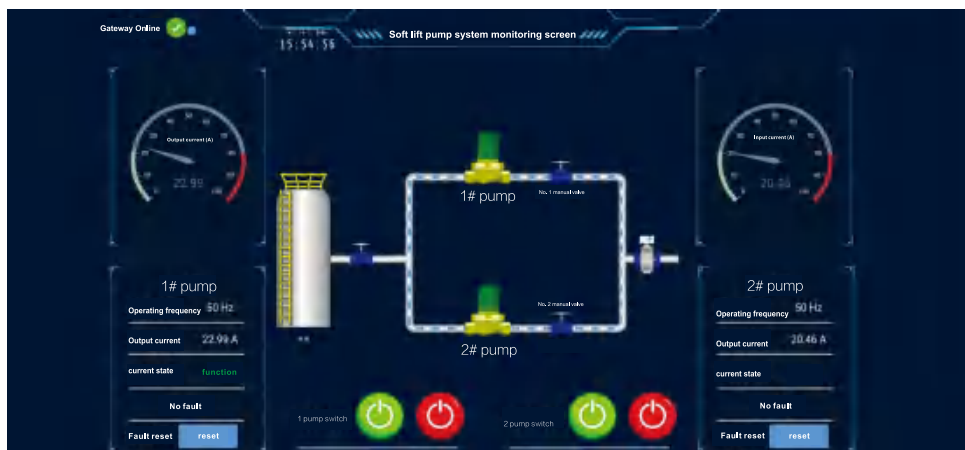 Gateway Online
15:54:56
Soft lift pump system monitoring screen
Output current (A)
22.99
Input current (A)
20.46
1# pump
No. 1 manual valve
No. 2 manual valve
2# pump
1# pump
Operating frequency 50 Hz
Output current 22.99 A
current state function
No fault
Fault reset reset
2# pump
Operating frequency 50 Hz
Output current 20.46 A
current state
No fault
Fault reset reset
1 pump switch
2 pump switch